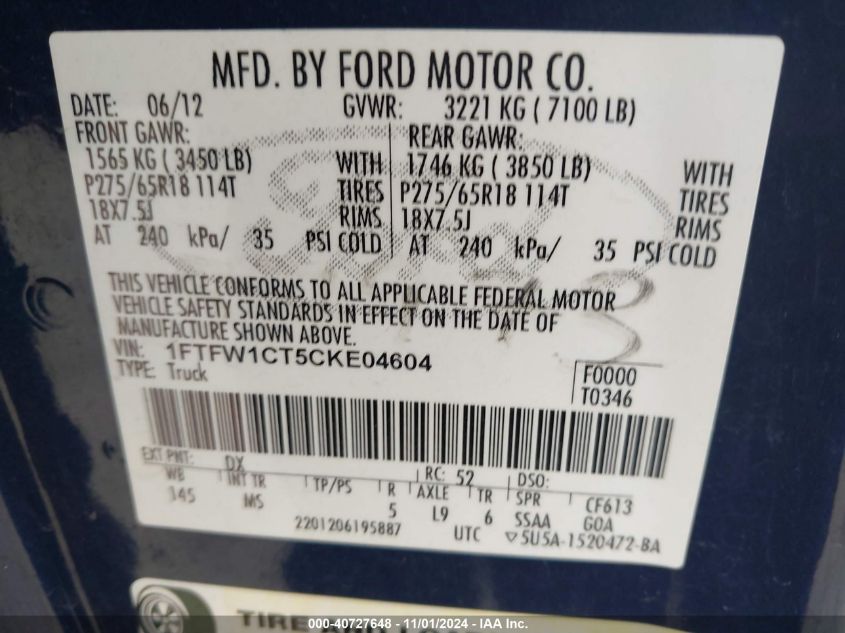 MFD. BY FORD MOTOR CO.
DATE: 06/12 GVWR: 3221 KG ( 7100 LB)
FRONT GAWR: REAR GAWR:
1565 KG ( 3450 LB) WITH 1746 KG ( 3850 LB) WITH
P275/65R18 114T TIRES P275/65R18 114T TIRES
18X7.5J RIMS 18X7.5J RIMS
AT 240 kPa/ 35 PSI COLD AT 240 kPa/ 35 PSI COLD
THIS VEHICLE CONFORMS TO ALL APPLICABLE FEDERAL MOTOR
VEHICLE SAFETY STANDARDS IN EFFECT ON THE DATE OF
MANUFACTURE SHOWN ABOVE.
VIN: 1FTFW1CT5CKE04604
TYPE: Truck
F0000
T0346
EXT PNT: DX RC: 52 DSO:
WB INT TR TP/PS R AXLE TR SPR CF613
145 MS 5 L9 6 SSAA GOA
2201206195887 UTC ▽5U5A-1520472-BA
TIRE AND
000-40727648 - 11/01/2024 - IAA Inc.